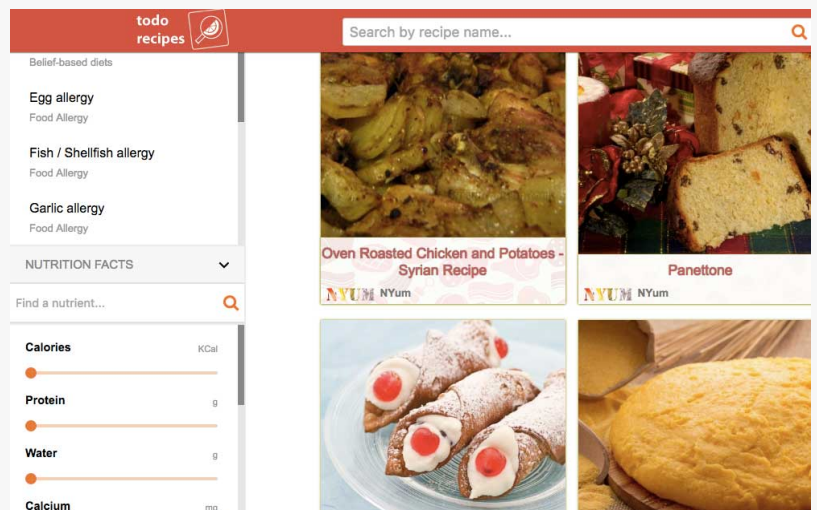 todo
recipes
Search by recipe name...
Belief-based diets
Egg allergy
Food Allergy
Fish / Shellfish allergy
Food Allergy
Garlic allergy
Food Allergy
NUTRITION FACTS
Find a nutrient...
Calories KCal
Protein g
Water g
Calcium mg
Oven Roasted Chicken and Potatoes -
Syrian Recipe
NYUM NYum
Panettone
NYUM NYum